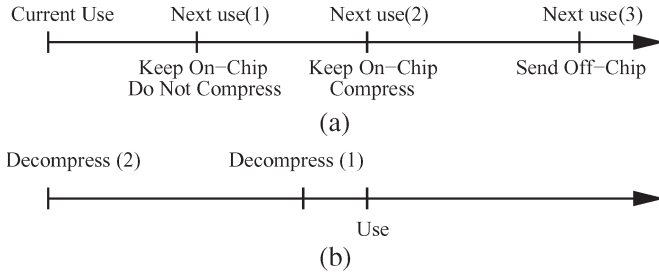 Current Use Next use(1) Next use(2) Next use(3)
Keep On−Chip Keep On−Chip Send Off−Chip
Do Not Compress Compress
(a)
Decompress (2) Decompress (1)
Use
(b)